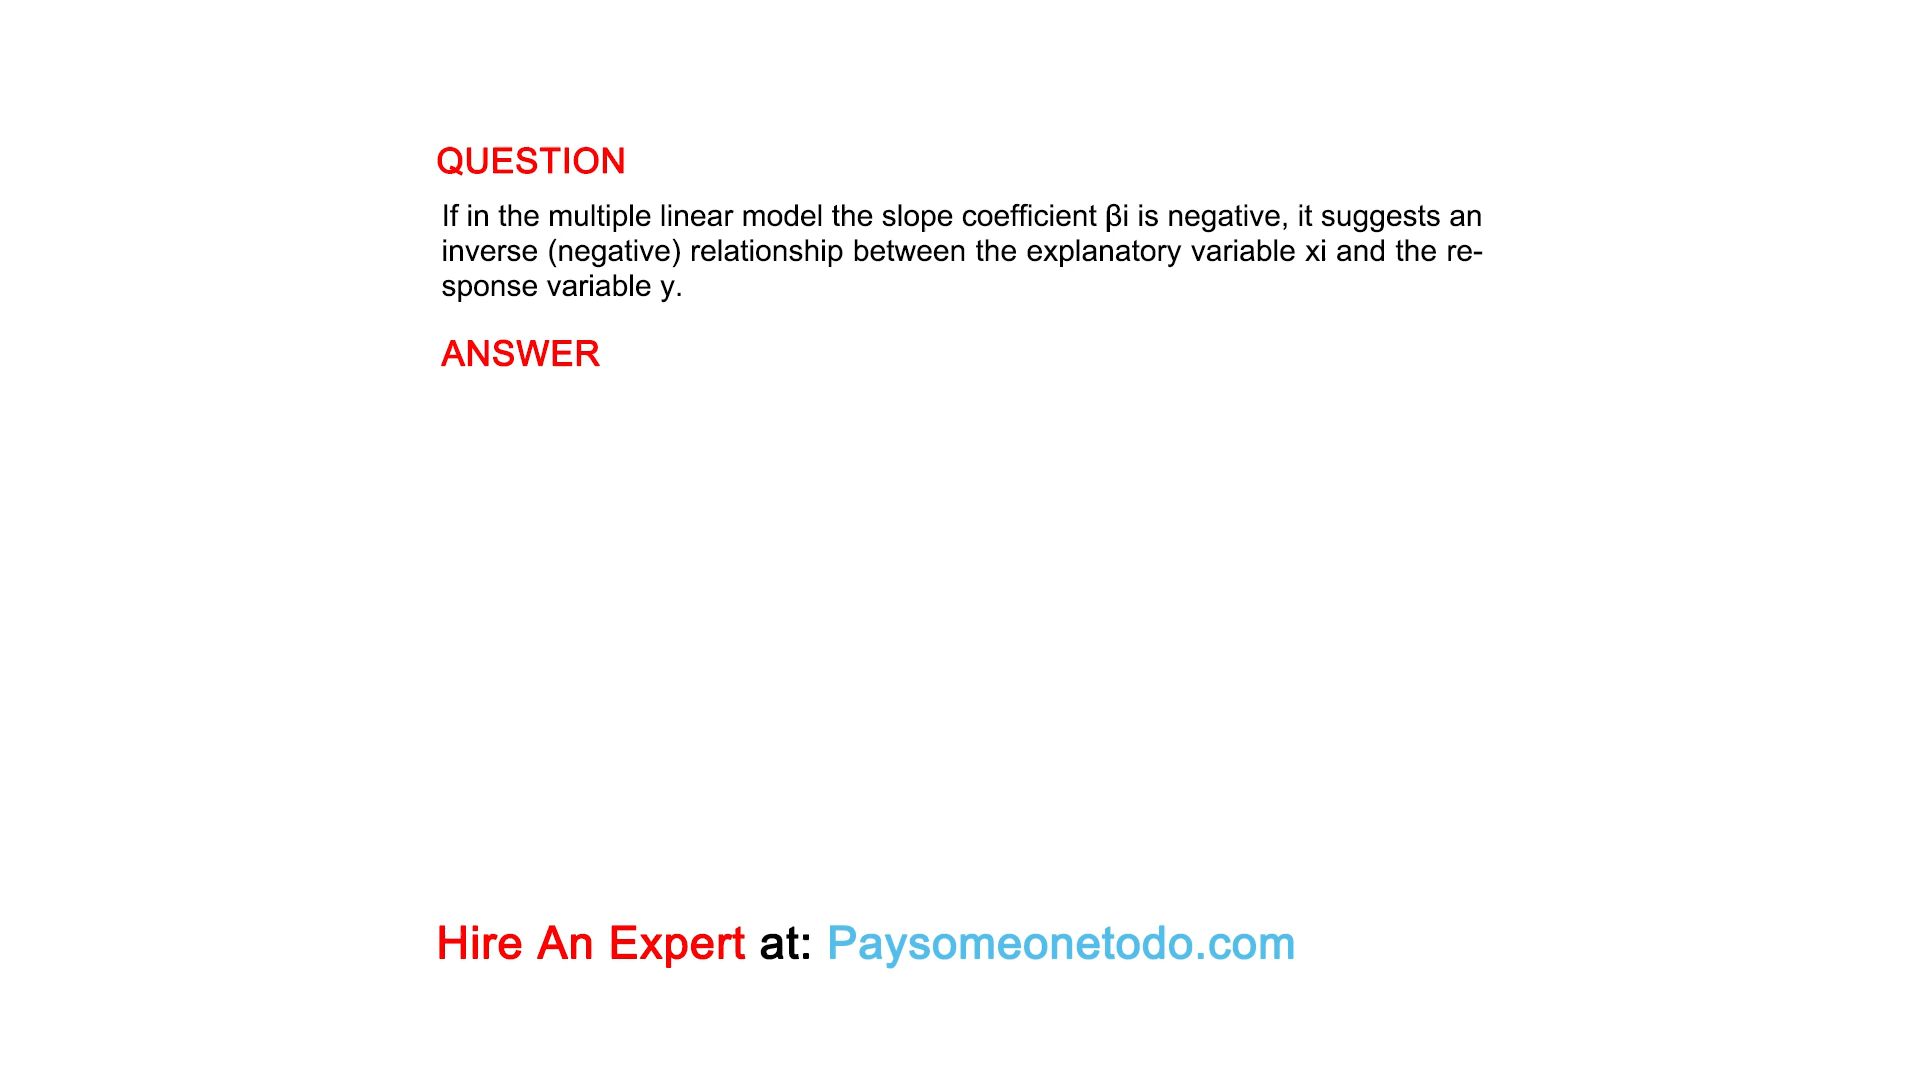 QUESTION
If in the multiple linear model the slope coefficient βi is negative, it suggests an
inverse (negative) relationship between the explanatory variable xi and the re-
sponse variable y.
ANSWER
Hire An Expert at: Paysomeonetodo.com